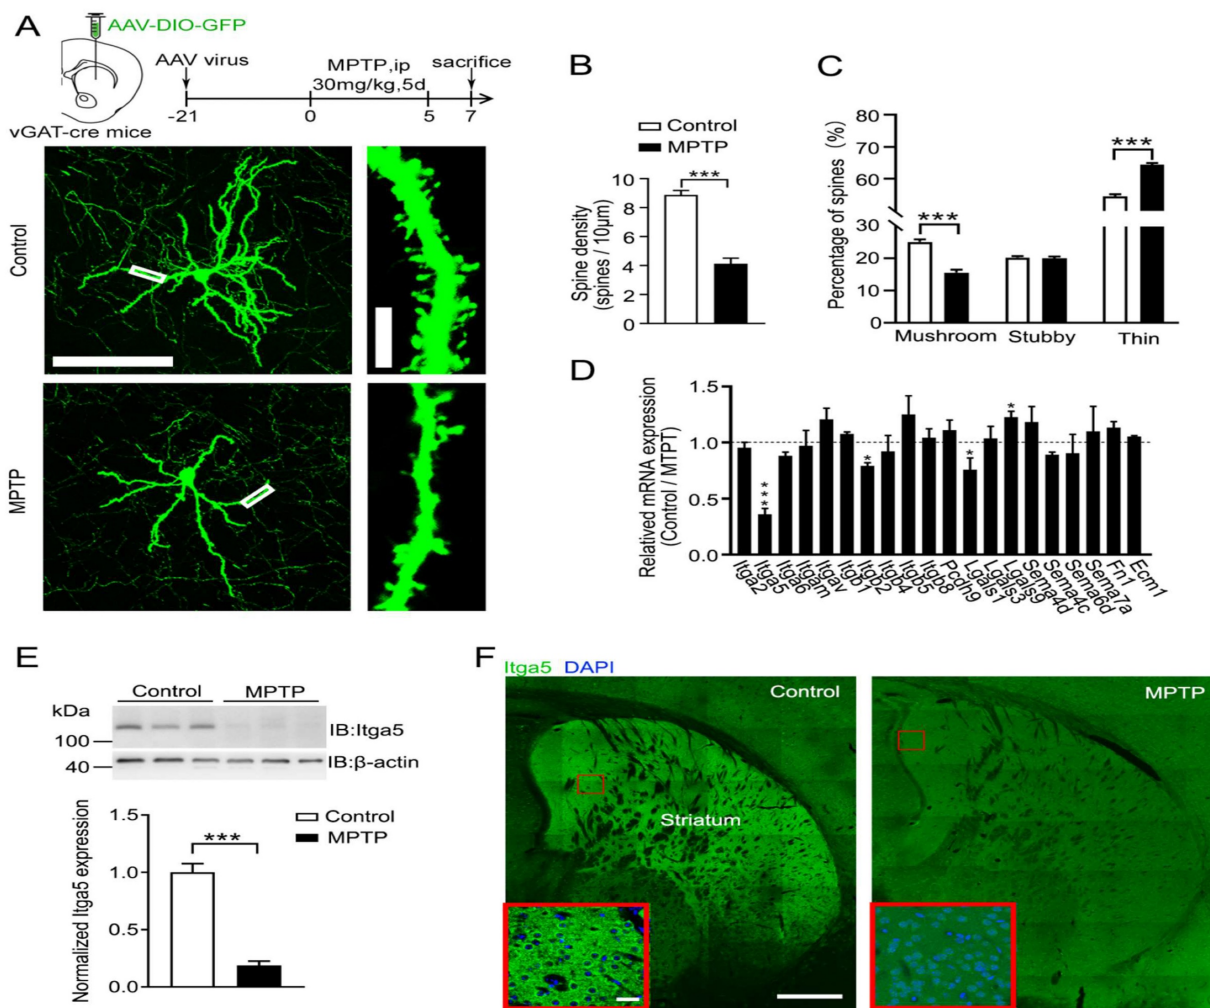 A
AAV-DIO-GFP
AAV virus
MPTP,ip
30mg/kg,5d
sacrifice
-21
0
5
7
vGAT-cre mice
Control
MPTP
B
Control
MPTP
***
Spine density
(spines / 10μm)
10
8
6
4
2
0
C
Percentage of spines (%)
80
70
60
30
20
10
0
***
***
Mushroom
Stubby
Thin
D
Relatived mRNA expression
(Control / MTPT)
1.5
1.0
0.5
0.0
***
*
*
*
Itga2
Itga5
Itga6
Itgam
Itgav
Itgb1
Itgb2
Itgb4
Itgb5
Itgb8
Pcdh9
Lgals1
Lgals3
Lgals9
Sema4d
Sema4c
Sema6d
Sema7a
Fn1
Ecm1
E
Control
MPTP
kDa
100
40
IB:Itga5
IB:β-actin
Normalized Itga5 expression
1.5
1.0
0.5
0.0
***
Control
MPTP
F
Itga5 DAPI
Control
Striatum
MPTP